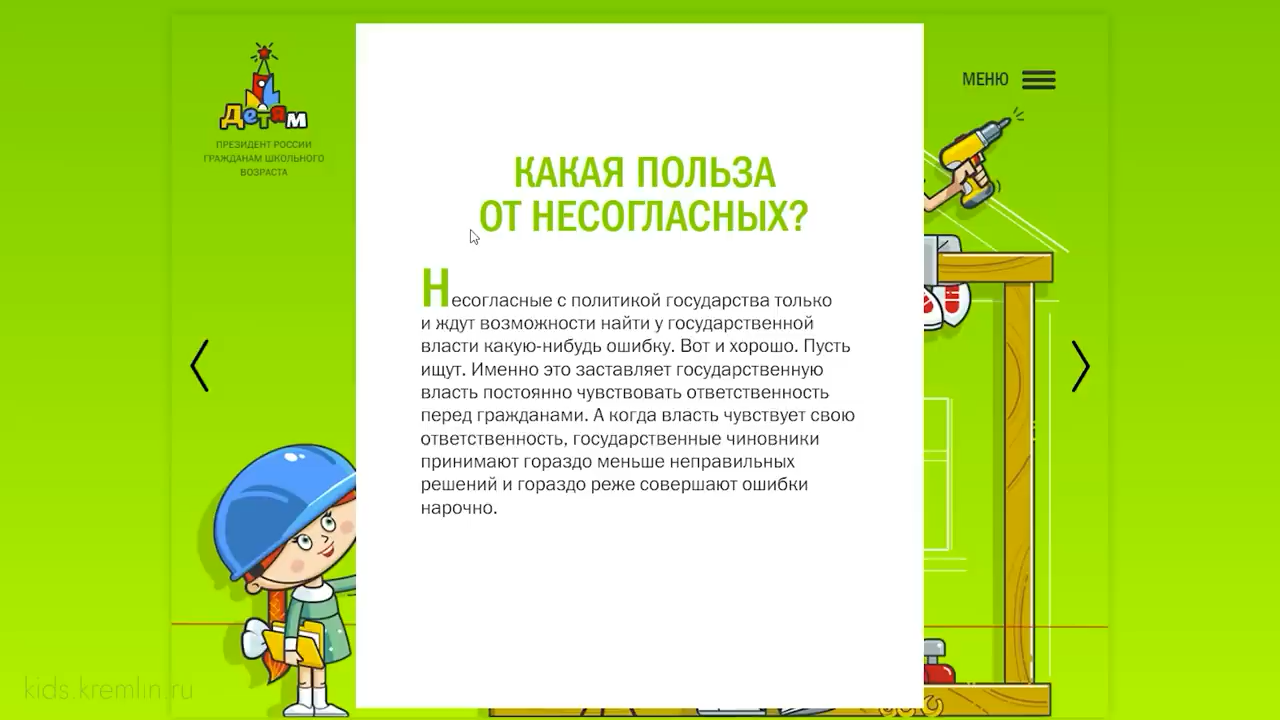 Детям
ПРЕЗИДЕНТ РОССИИ
ГРАЖДАНАМ ШКОЛЬНОГО
ВОЗРАСТА
МЕНЮ
КАКАЯ ПОЛЬЗА
ОТ НЕСОГЛАСНЫХ?
Несогласные с политикой государства только
и ждут возможности найти у государственной
власти какую-нибудь ошибку. Вот и хорошо. Пусть
ищут. Именно это заставляет государственную
власть постоянно чувствовать ответственность
перед гражданами. А когда власть чувствует свою
ответственность, государственные чиновники
принимают гораздо меньше неправильных
решений и гораздо реже совершают ошибки
нарочно.
kids.kremlin.ru